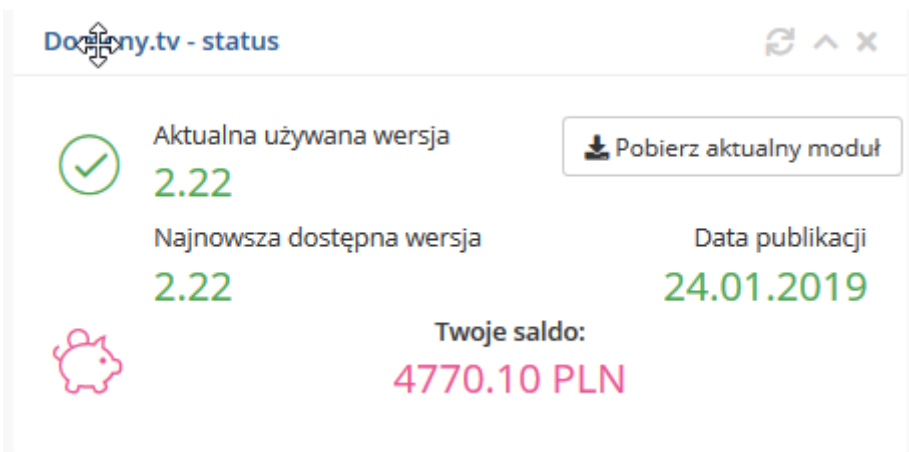 .tv - status
Aktualna używana wersja
Pobierz aktualny moduł
2.22
Najnowsza dostępna wersja
Data publikacji
2.22
24.01.2019
Twoje saldo:
4770.10 PLN